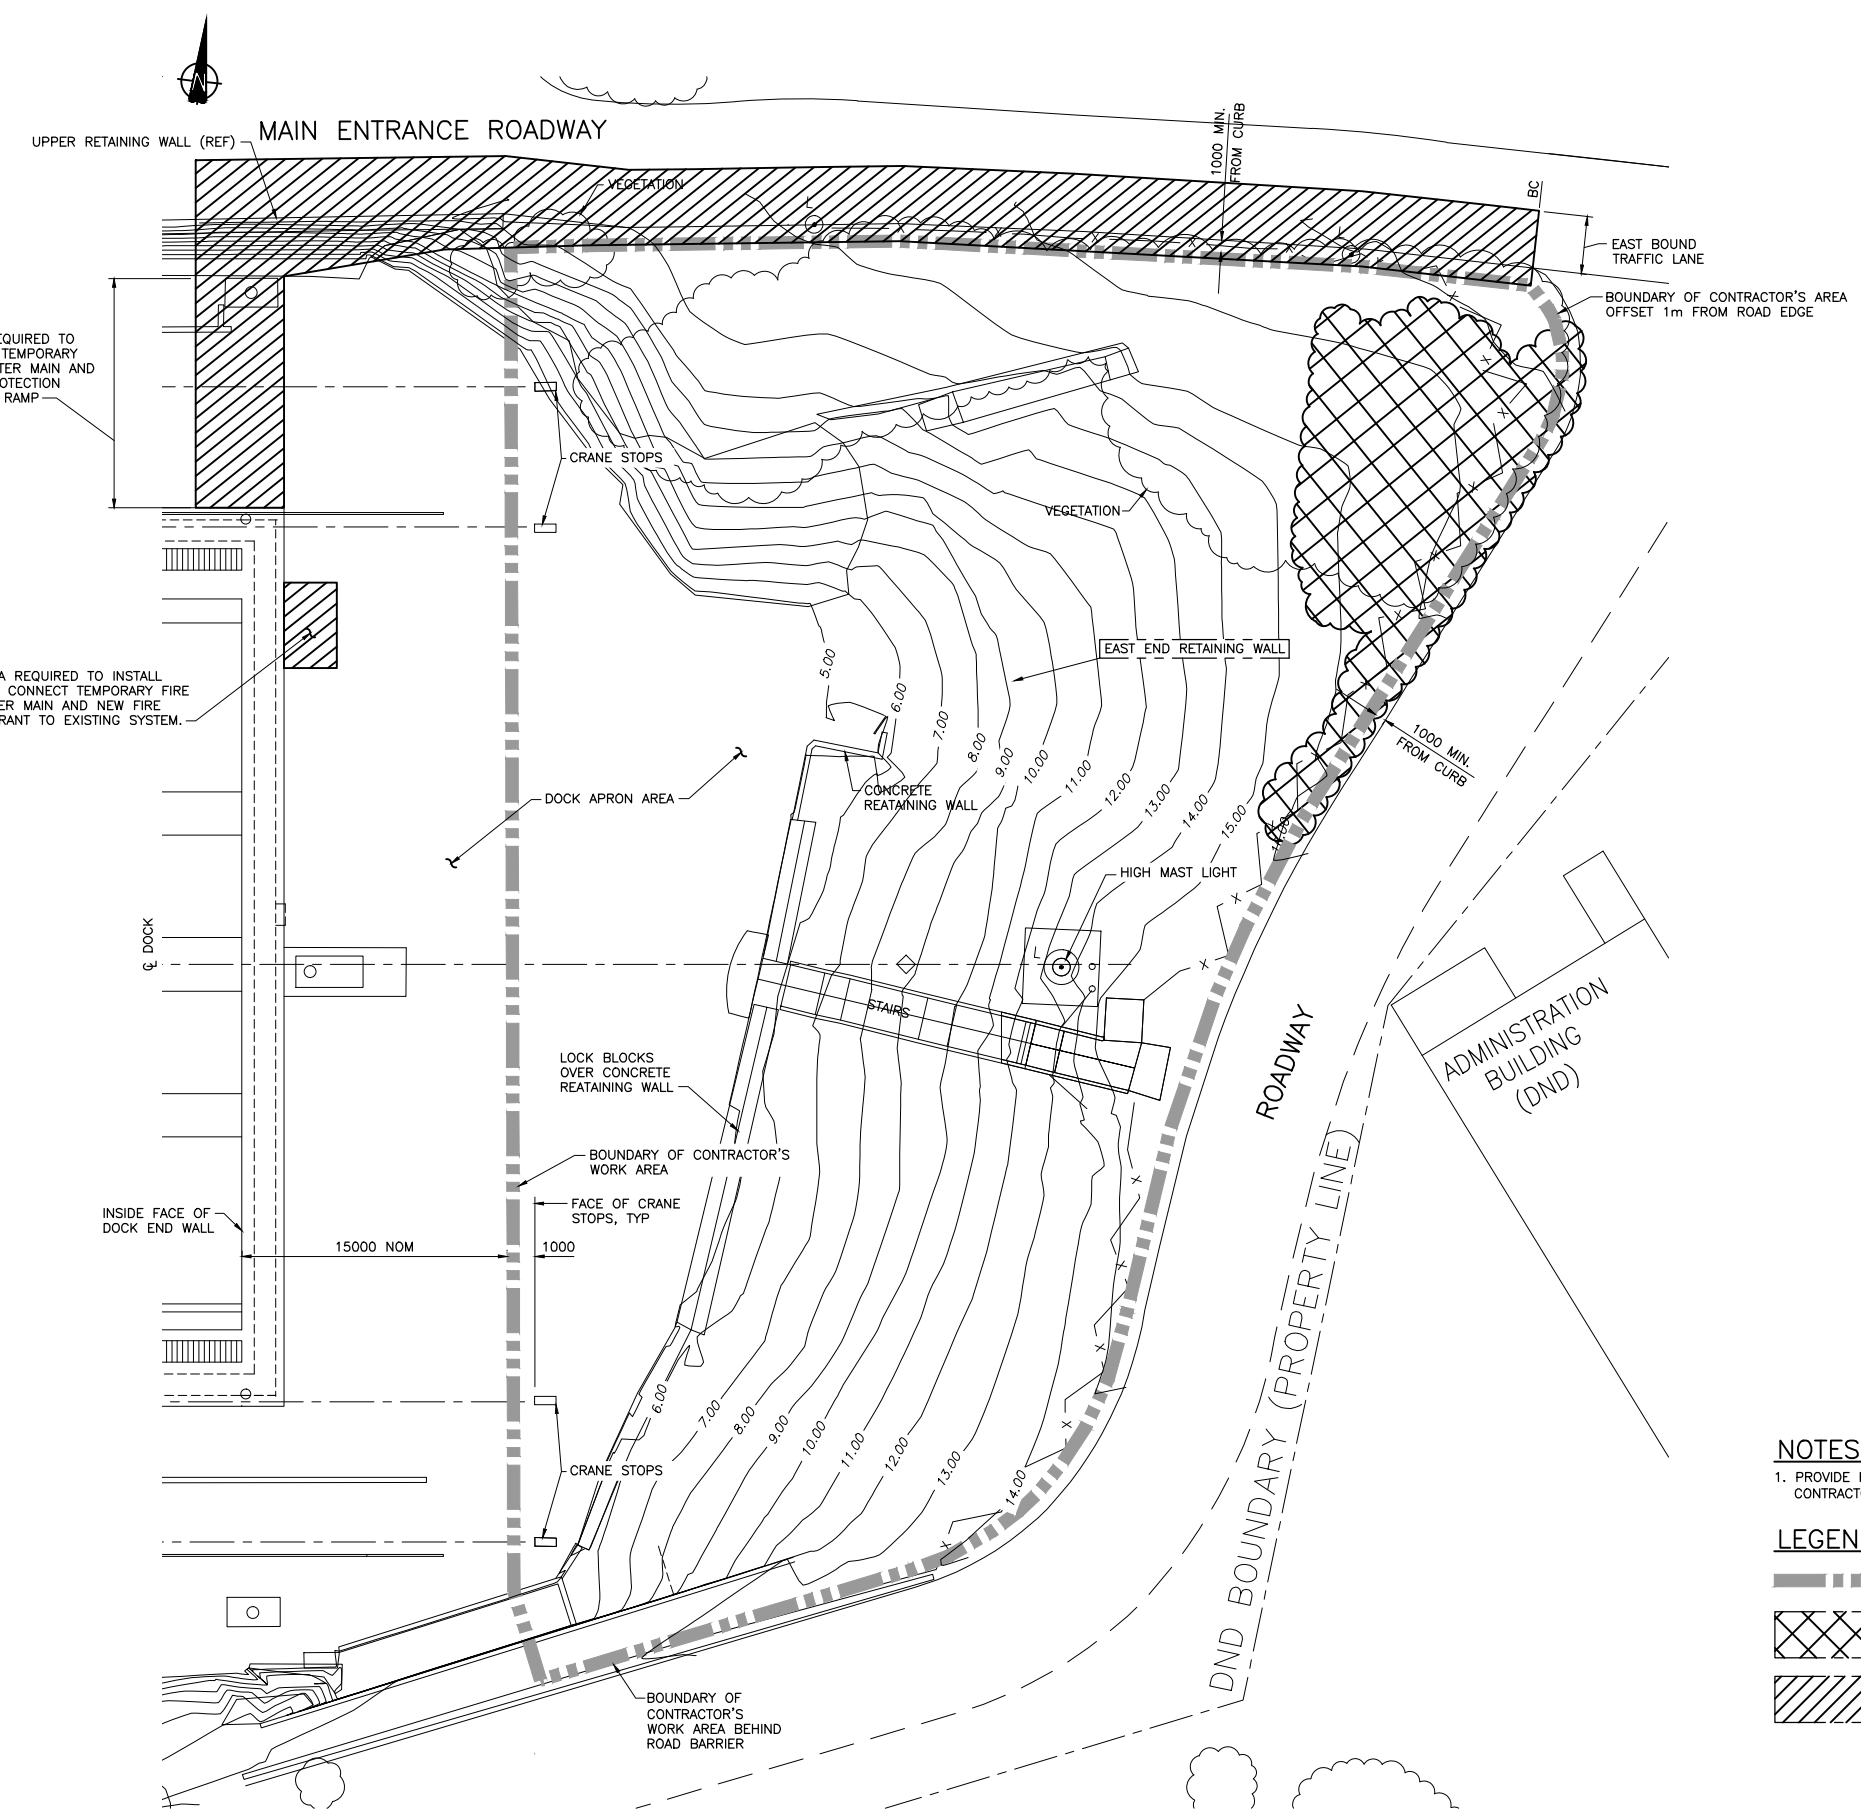 N
MAIN ENTRANCE ROADWAY
UPPER RETAINING WALL (REF)
VEGETATION
L
1000 MIN.
FROM CURB
BC
EAST BOUND
TRAFFIC LANE
BOUNDARY OF CONTRACTOR'S AREA
OFFSET 1m FROM ROAD EDGE
EQUIRED TO
TEMPORARY
TER MAIN AND
OTECTION
RAMP
CRANE STOPS
VEGETATION
EAST END RETAINING WALL
A REQUIRED TO INSTALL
CONNECT TEMPORARY FIRE
ER MAIN AND NEW FIRE
RANT TO EXISTING SYSTEM.
5.00
6.00
7.00
8.00
9.00
10.00
11.00
12.00
13.00
14.00
15.00
1000 MIN.
FROM CURB
DOCK APRON AREA
CONCRETE
REATAINING WALL
HIGH MAST LIGHT
L
℄ DOCK
STAIRS
ROADWAY
ADMINISTRATION
BUILDING
(DND)
LOCK BLOCKS
OVER CONCRETE
REATAINING WALL
BOUNDARY OF CONTRACTOR'S
WORK AREA
FACE OF CRANE
STOPS, TYP
INSIDE FACE OF
DOCK END WALL
15000 NOM
1000
DND BOUNDARY (PROPERTY LINE)
6.00
7.00
8.00
9.00
10.00
11.00
12.00
13.00
14.00
CRANE STOPS
BOUNDARY OF
CONTRACTOR'S
WORK AREA BEHIND
ROAD BARRIER
NOTES
1. PROVIDE
CONTRACT
LEGEN